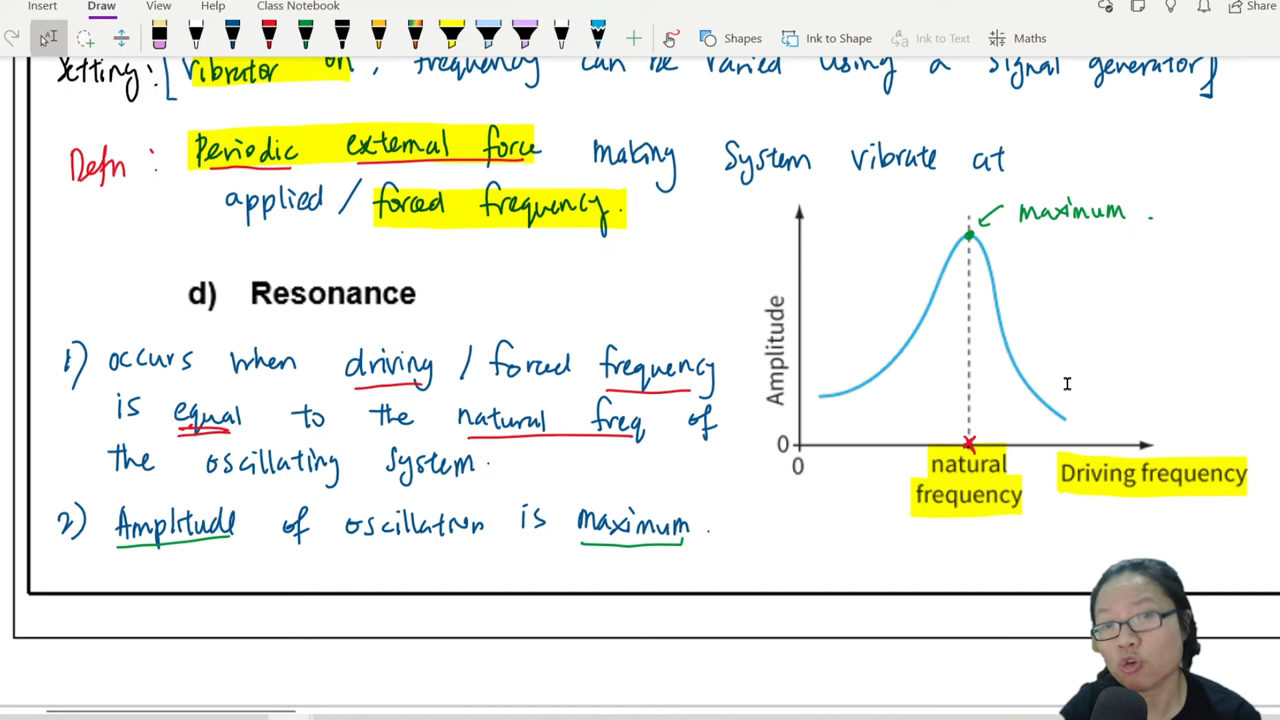 Insert Draw View Help Class Notebook Share
Shapes Ink to Shape Ink to Text Maths
Setting: [vibrator on, frequency can be varied using a signal generator]
Defn: Periodic external force making system vibrate at
applied / forced frequency.
maximum.
d) Resonance
1) occurs when driving / forced frequency
is equal to the natural freq of
the oscillating system.
2) Amplitude of oscillation is maximum.
Amplitude
0
0
natural
frequency
Driving frequency